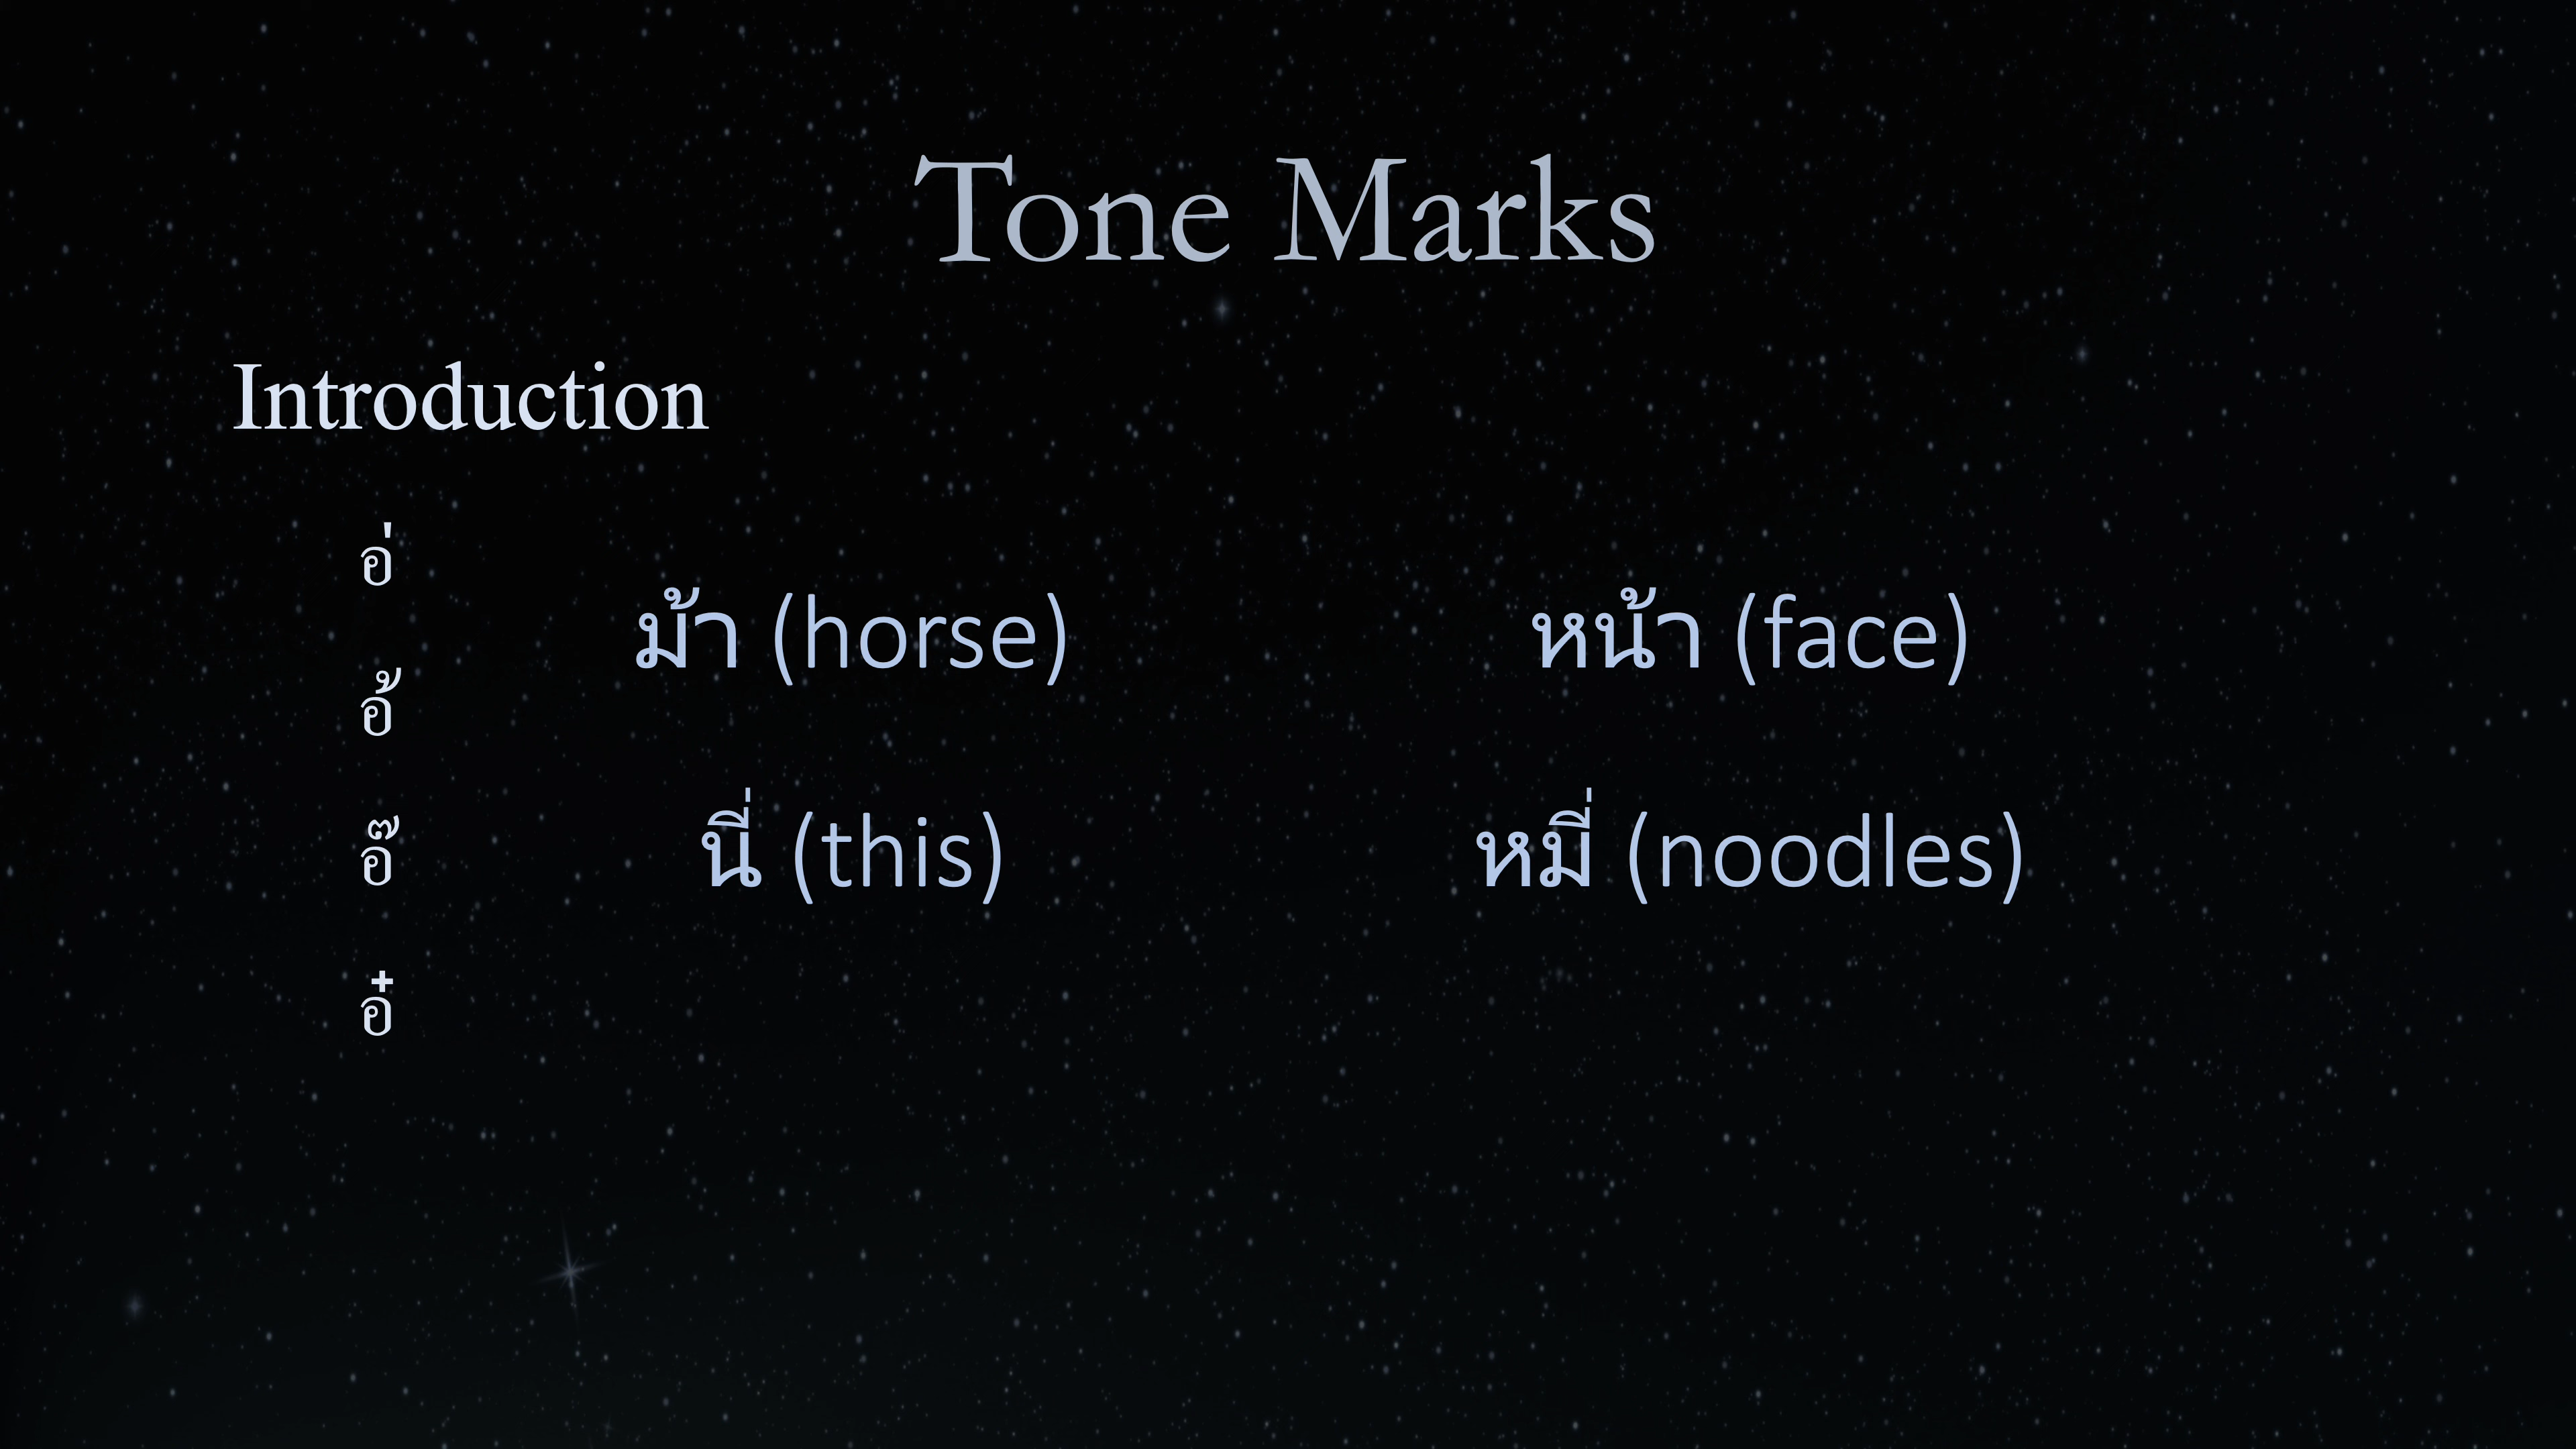 Tone Marks
Introduction
อ่
อ้
อ๊
อ๋
ม้า (horse)
หน้า (face)
นี่ (this)
หมี่ (noodles)